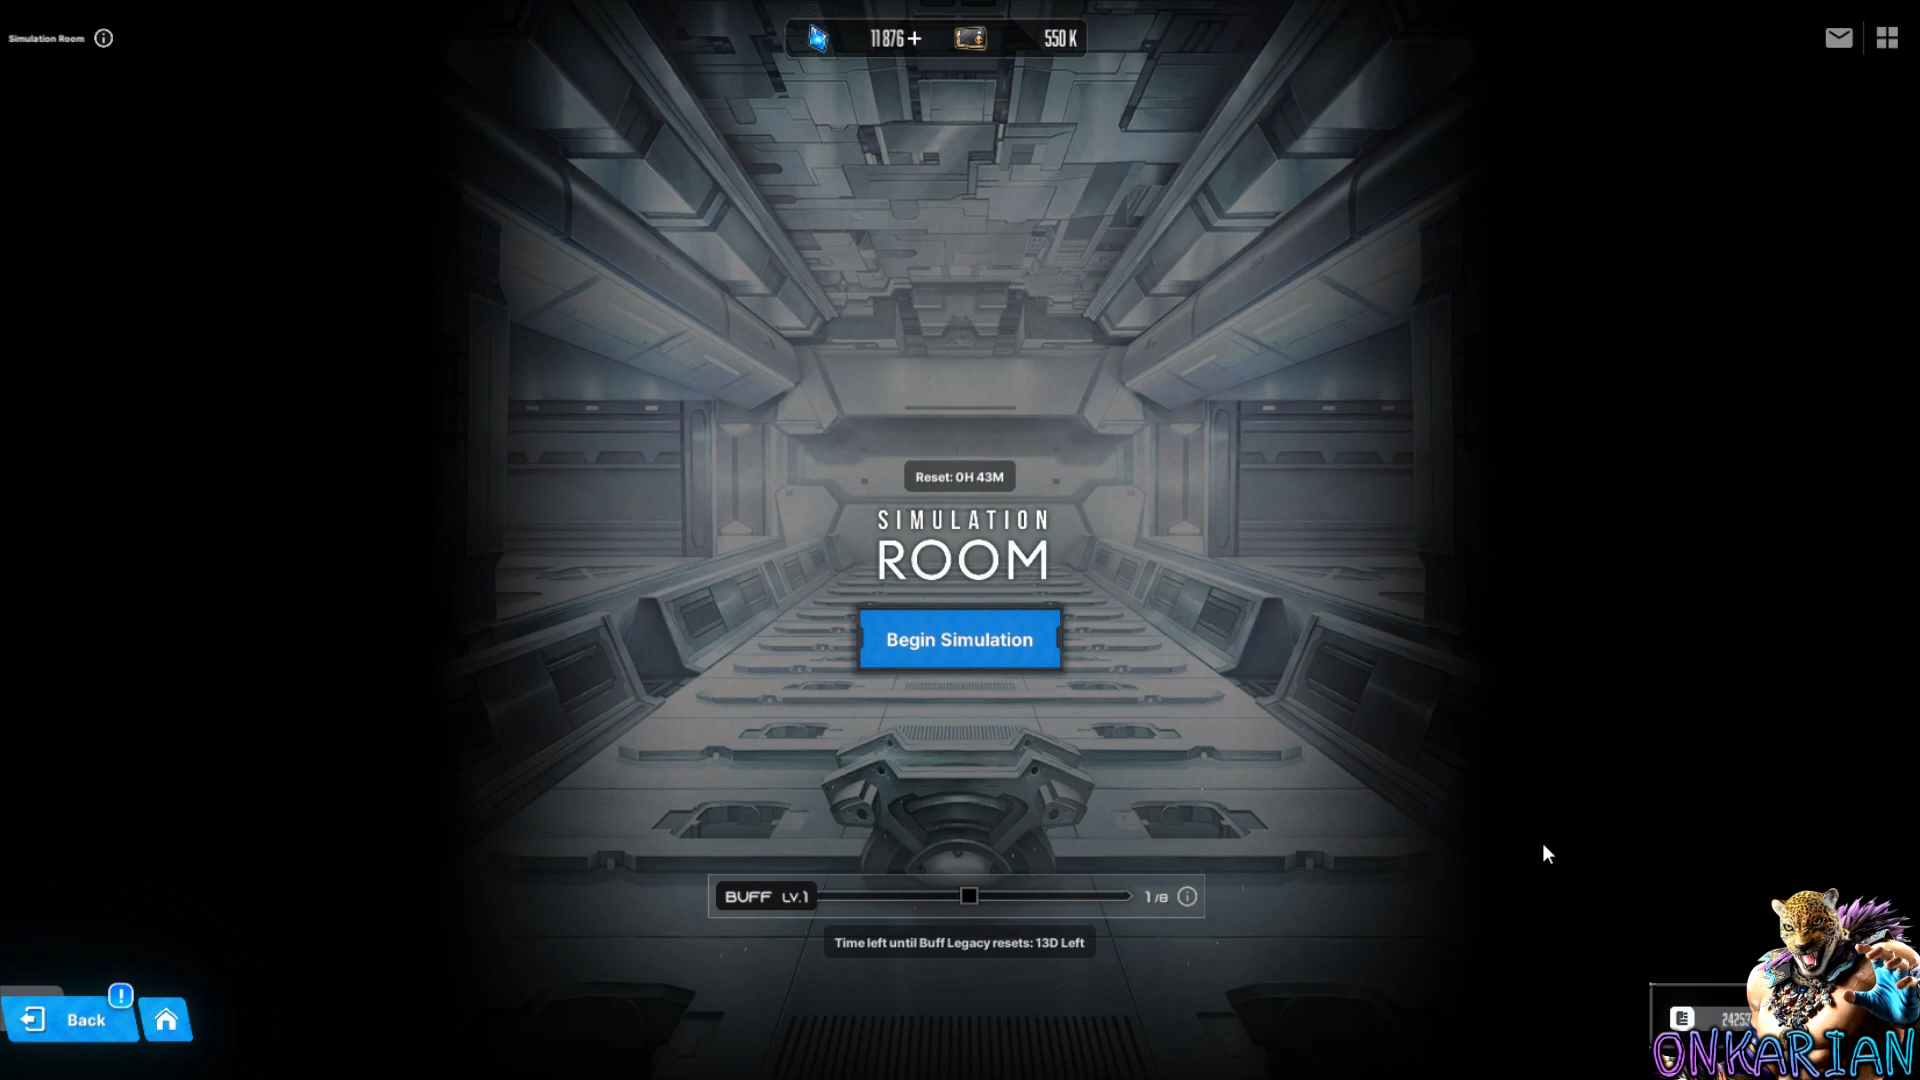 Simulation Room
11876+
550 K
Reset: 0H 43M
SIMULATION
ROOM
Begin Simulation
BUFF LV.1
1/8
Time left until Buff Legacy resets: 13D Left
Back
ONKARIAN